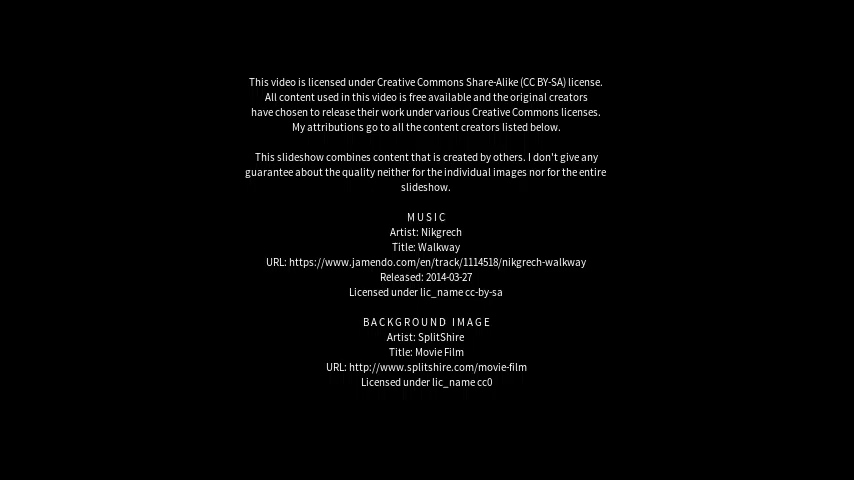 This video is licensed under Creative Commons Share-Alike (CC BY-SA) license.
All content used in this video is free available and the original creators
have chosen to release their work under various Creative Commons licenses.
My attributions go to all the content creators listed below.
This slideshow combines content that is created by others. I don't give any
guarantee about the quality neither for the individual images nor for the entire
slideshow.
MUSIC
Artist: Nikgrech
Title: Walkway
URL: https://www.jamendo.com/en/track/1114518/nikgrech-walkway
Released: 2014-03-27
Licensed under lic_name cc-by-sa
BACKGROUND IMAGE
Artist: SplitShire
Title: Movie Film
URL: http://www.splitshire.com/movie-film
Licensed under lic_name cc0